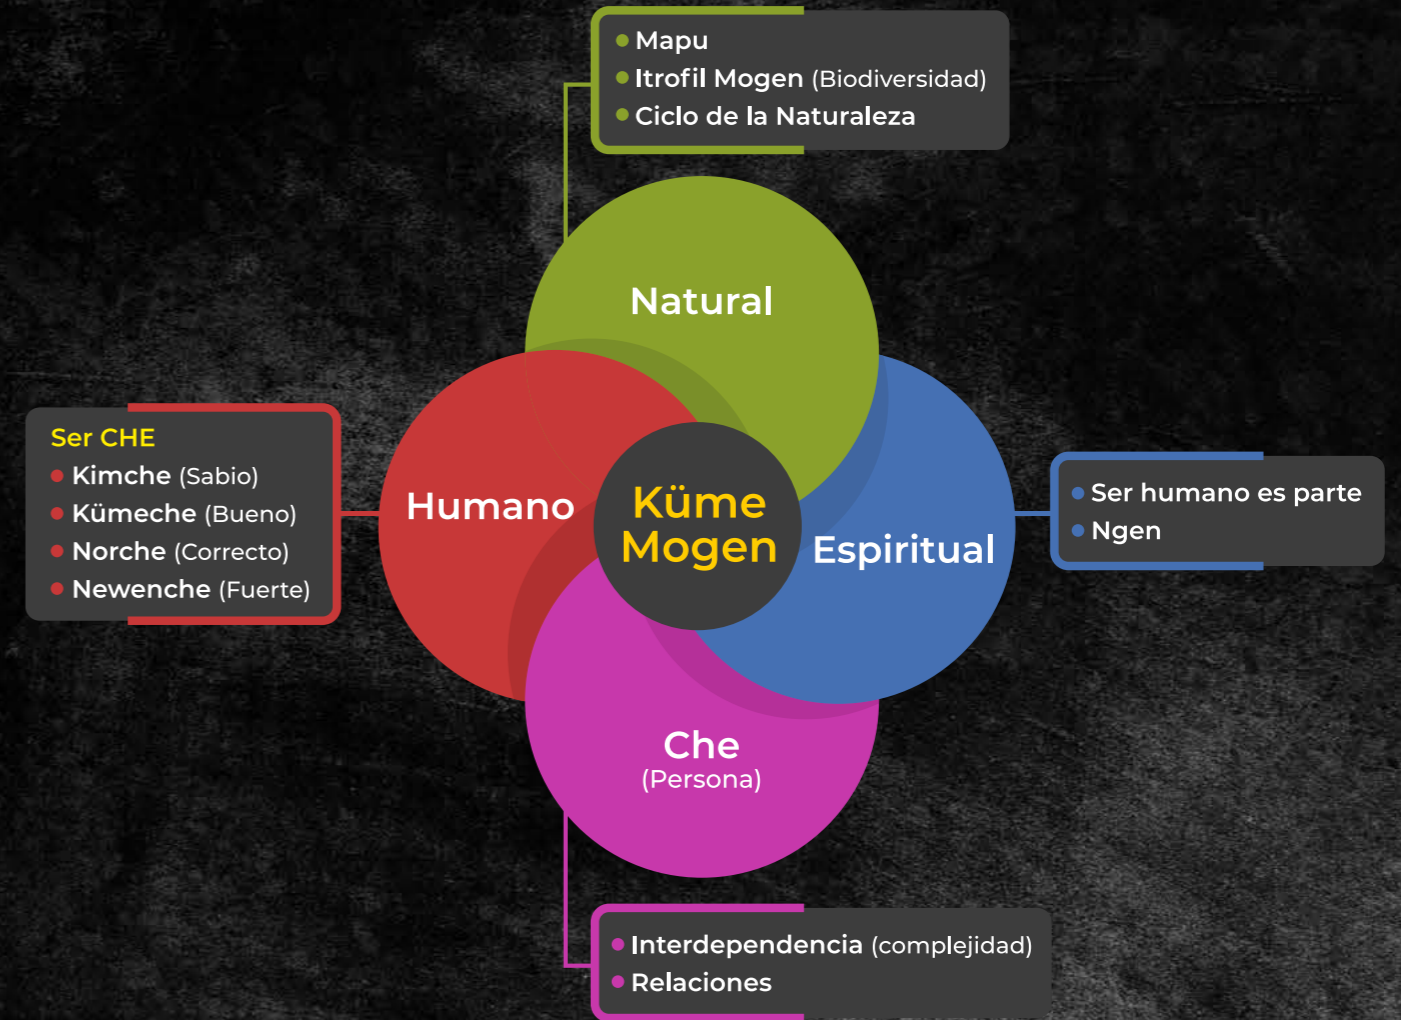 Mapu
Itrofil Mogen (Biodiversidad)
Ciclo de la Naturaleza
Natural
Ser CHE
Kimche (Sabio)
Kümeche (Bueno)
Norche (Correcto)
Newenche (Fuerte)
Humano
Küme
Mogen
Espiritual
Ser humano es parte
Ngen
Che
(Persona)
Interdependencia (complejidad)
Relaciones